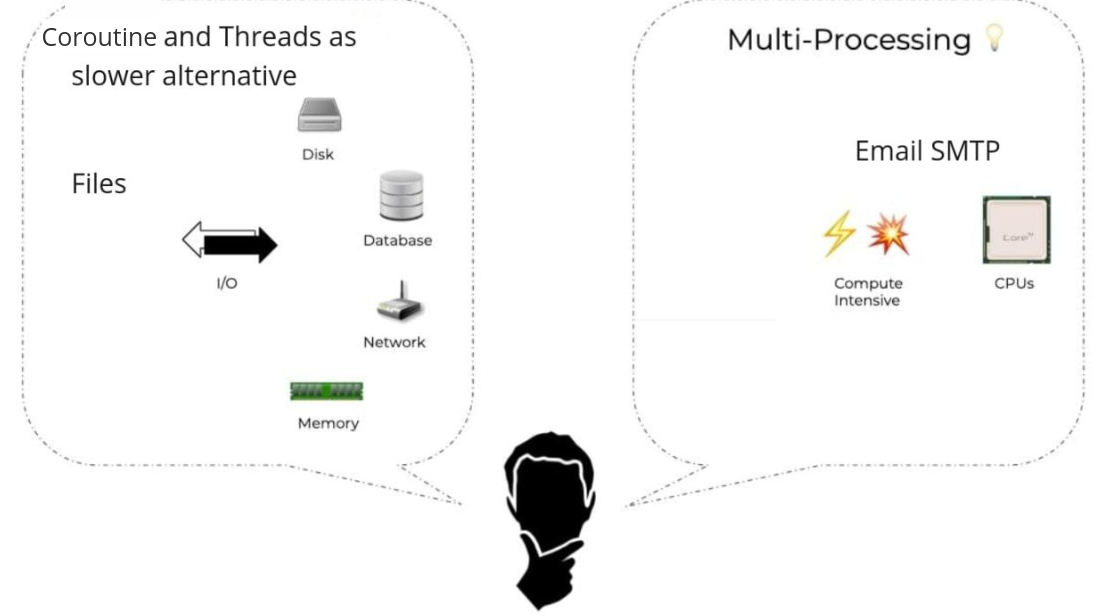 Coroutine and Threads as
slower alternative
Disk
Files
Database
I/O
Network
Memory
Multi-Processing
Email SMTP
Core™
Compute
Intensive
CPUs